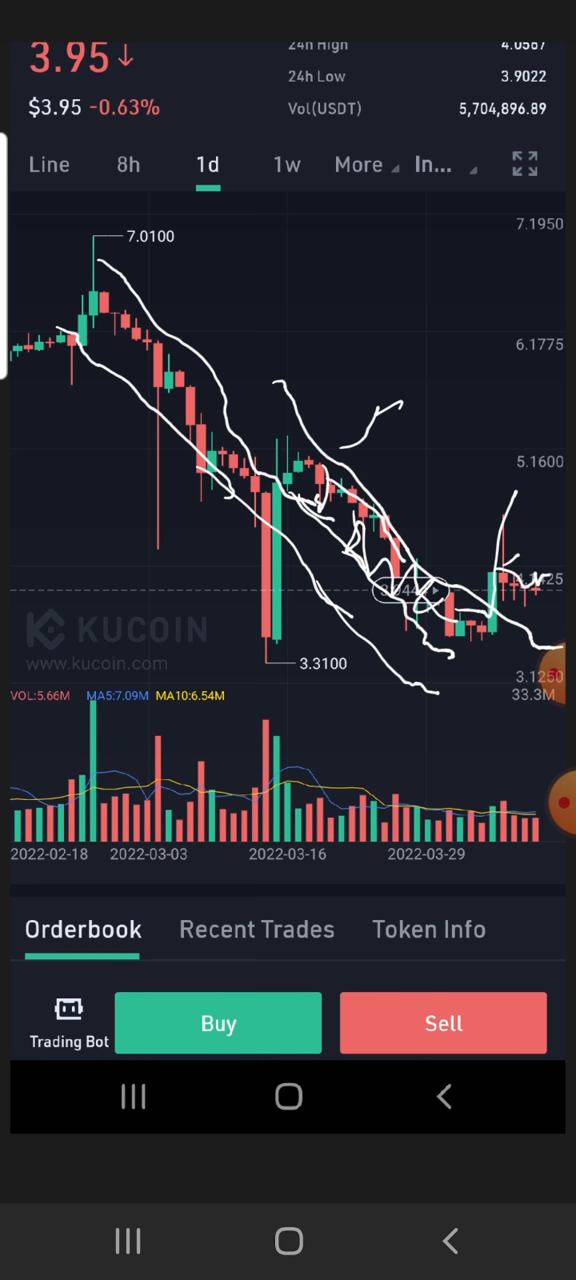 3.95↓
24h High 4.0567
24h Low 3.9022
$3.95 -0.63%
Vol(USDT) 5,704,896.89
Line 8h 1d 1w More In...
7.1950
7.0100
6.1775
5.1600
KUCOIN
www.kucoin.com
3.3100
3.1250
VOL:5.66M MA5:7.09M MA10:6.54M
33.3M
2022-02-18 2022-03-03 2022-03-16 2022-03-29
Orderbook Recent Trades Token Info
Trading Bot
Buy
Sell